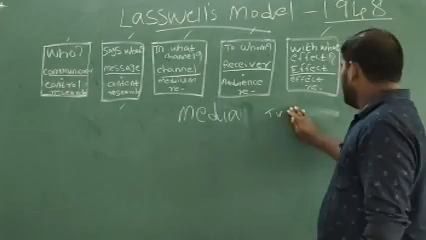 Lasswell's Model - 1948
Who?
Communicator
control
research
Says what
message
content
research
In what
channel?
channel
medium
re-
To whom?
Receiver
Audience
re-
with what
effect?
Effect
effect
re-
media